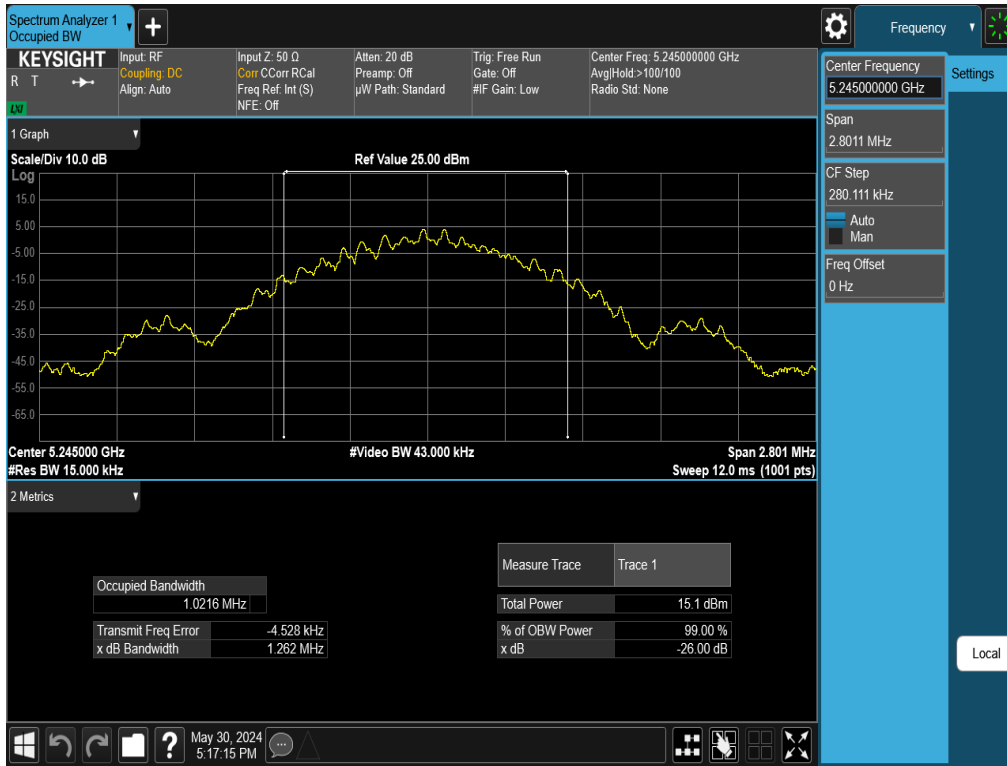 Spectrum Analyzer 1
Occupied BW
Frequency
KEYSIGHT
R T
LXI
Input: RF
Coupling: DC
Align: Auto
Input Z: 50 Ω
Corr CCorr RCal
Freq Ref: Int (S)
NFE: Off
Atten: 20 dB
Preamp: Off
µW Path: Standard
Trig: Free Run
Gate: Off
#IF Gain: Low
Center Freq: 5.245000000 GHz
Avg|Hold:>100/100
Radio Std: None
Center Frequency
5.245000000 GHz
Settings
Span
2.8011 MHz
CF Step
280.111 kHz
Auto
Man
Freq Offset
0 Hz
Local
1 Graph
Scale/Div 10.0 dB
Ref Value 25.00 dBm
Log
15.0
5.00
-5.00
-15.0
-25.0
-35.0
-45.0
-55.0
-65.0
Center 5.245000 GHz
#Video BW 43.000 kHz
Span 2.801 MHz
#Res BW 15.000 kHz
Sweep 12.0 ms (1001 pts)
2 Metrics
Occupied Bandwidth
1.0216 MHz
Transmit Freq Error -4.528 kHz
x dB Bandwidth 1.262 MHz
Measure Trace Trace 1
Total Power 15.1 dBm
% of OBW Power 99.00 %
x dB -26.00 dB
May 30, 2024
5:17:15 PM